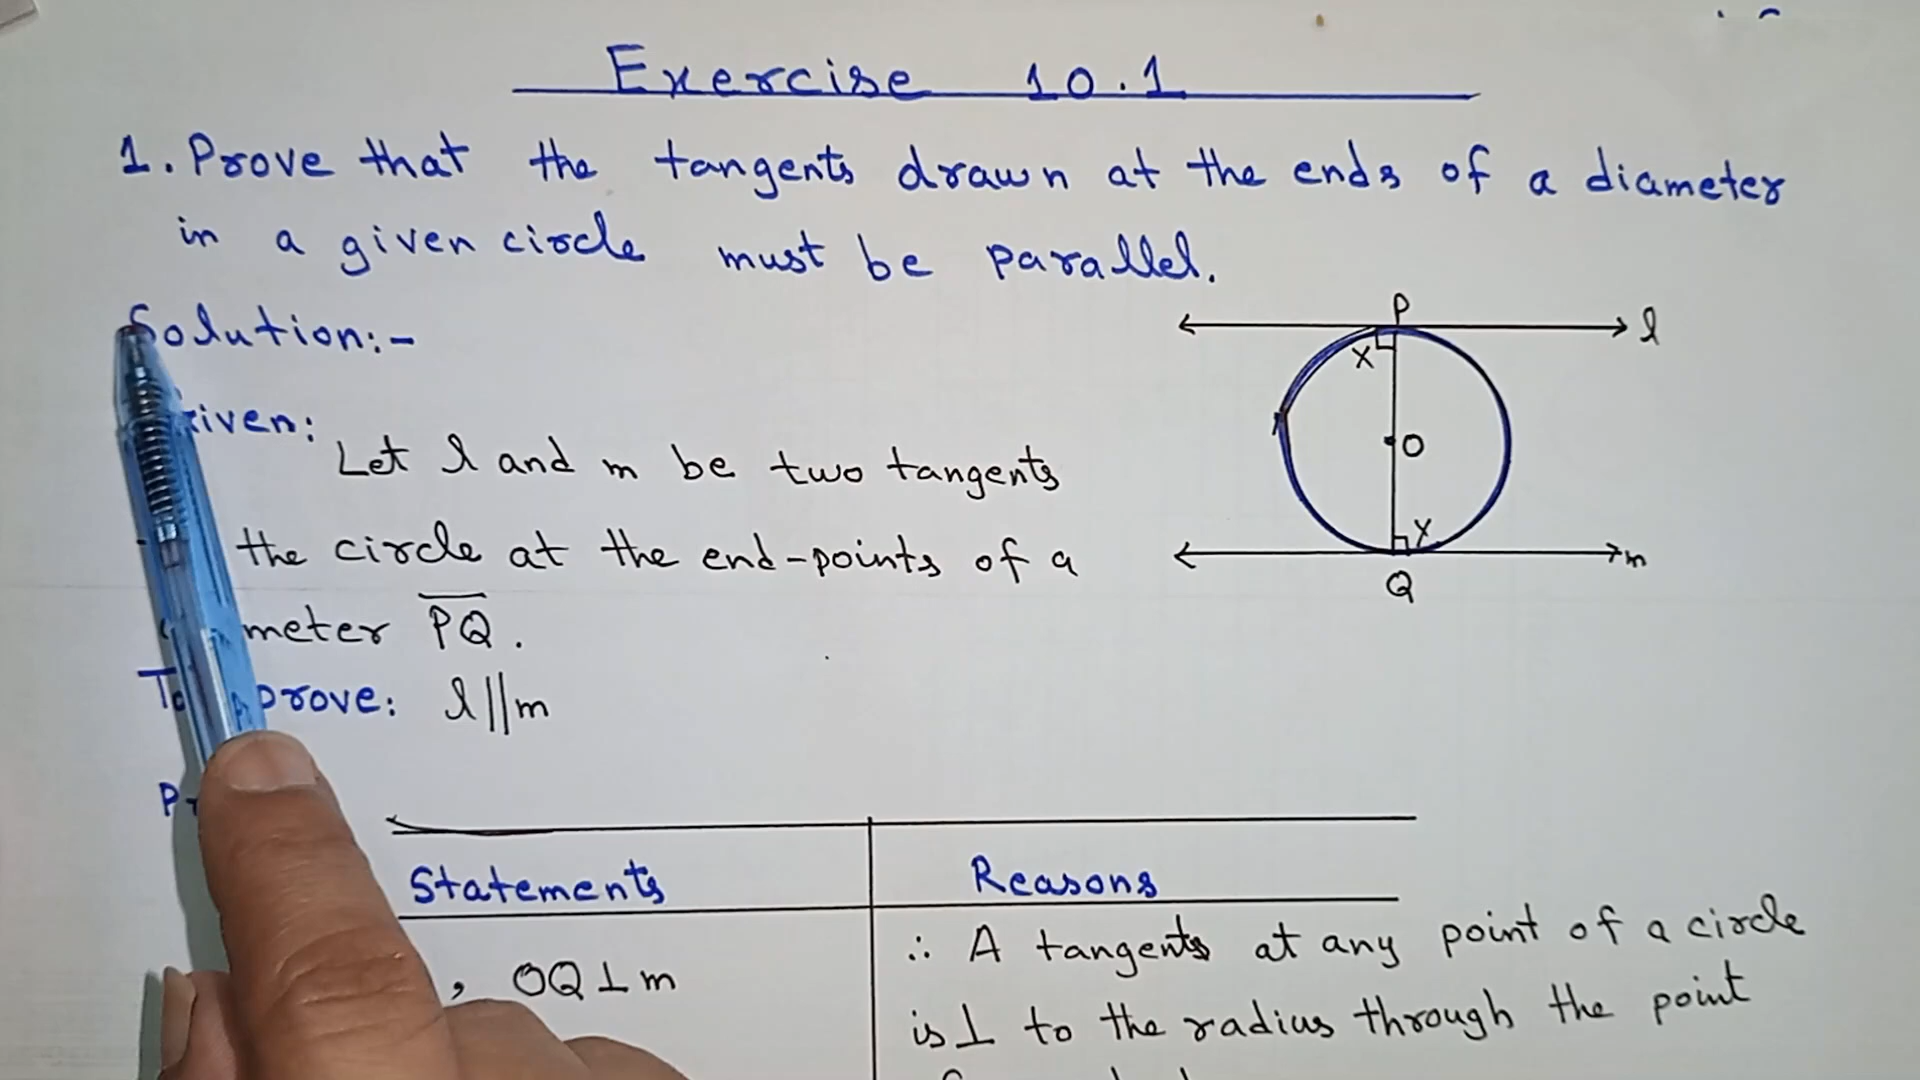 Exercise 10.1
1. Prove that the tangents drawn at the ends of a diameter
in a given circle must be parallel.
Solution:-
P
l
X
O
X
m
Q
Let l and m be two tangents
the circle at the end-points of a
PQ.
prove: l||m
Statements
Reasons
, OQ⊥m
∴ A tangents at any point of a circle
is ⊥ to the radius through the point